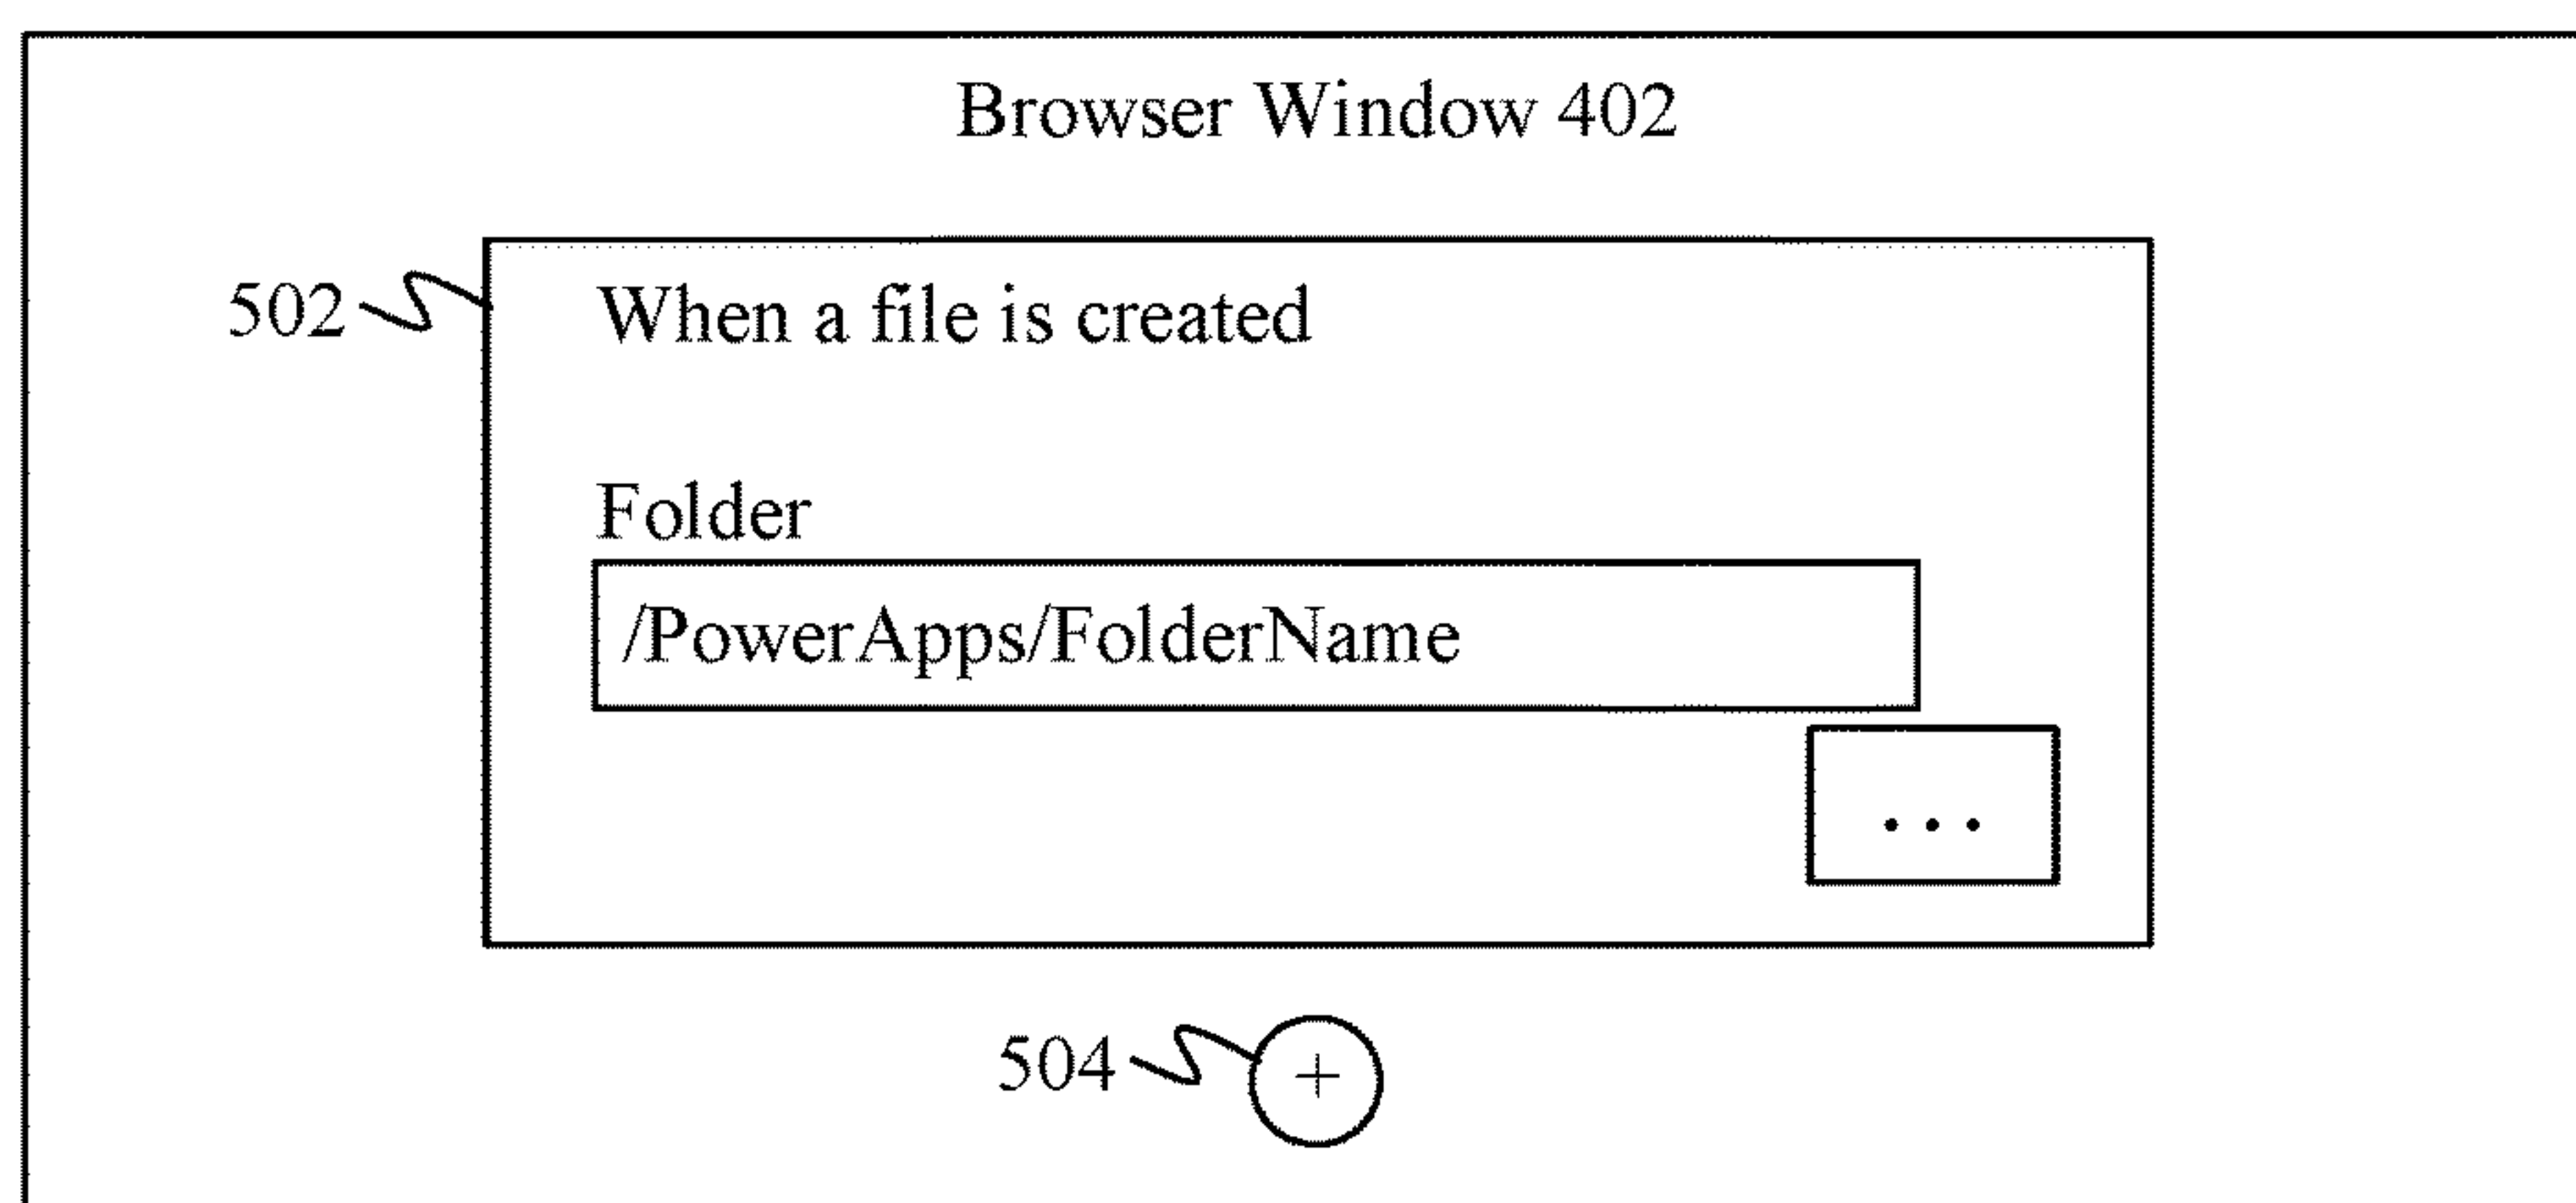 Browser Window 402
502
When a file is created
Folder
/PowerApps/FolderName
...
504
+